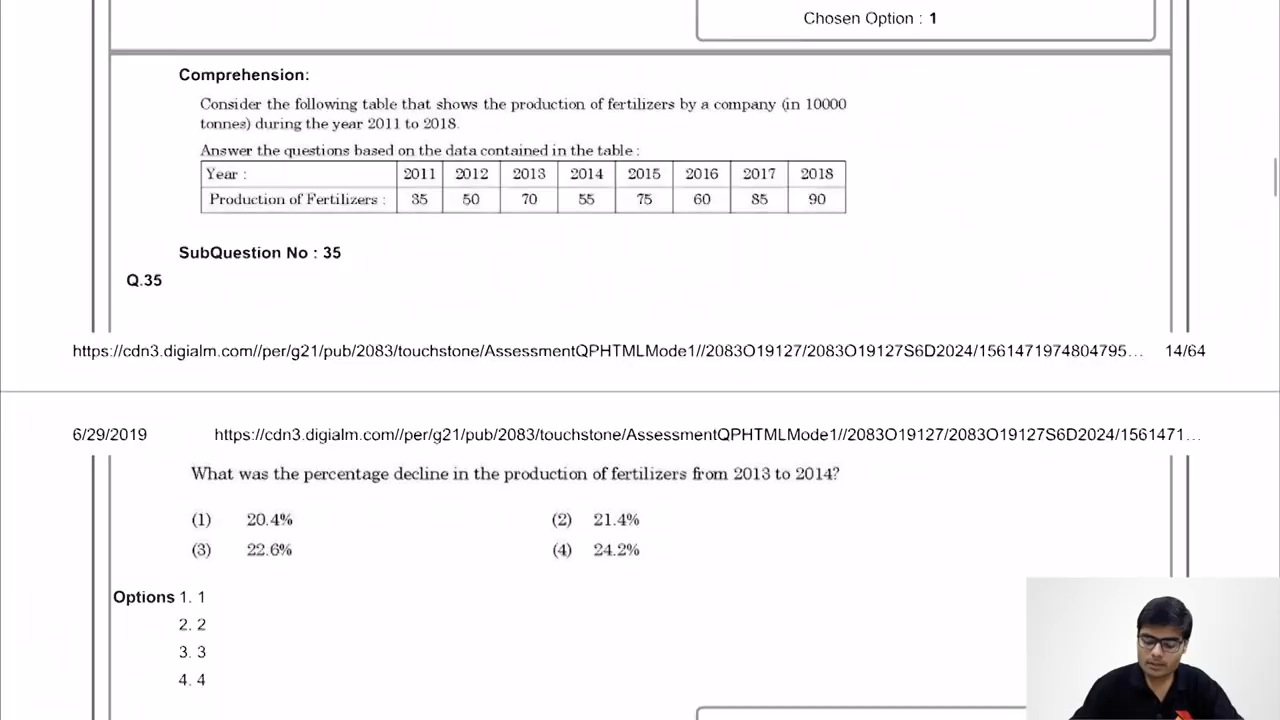 Chosen Option : 1
Comprehension:
Consider the following table that shows the production of fertilizers by a company (in 10000
tonnes) during the year 2011 to 2018.
Answer the questions based on the data contained in the table :
Year : 2011 2012 2013 2014 2015 2016 2017 2018
Production of Fertilizers : 35 50 70 55 75 60 85 90
SubQuestion No : 35
Q.35
https://cdn3.digialm.com//per/g21/pub/2083/touchstone/AssessmentQPHTMLMode1//2083O19127/2083O19127S6D2024/1561471974804795… 14/64
6/29/2019 https://cdn3.digialm.com//per/g21/pub/2083/touchstone/AssessmentQPHTMLMode1//2083O19127/2083O19127S6D2024/1561471…
What was the percentage decline in the production of fertilizers from 2013 to 2014?
(1) 20.4% (2) 21.4%
(3) 22.6% (4) 24.2%
Options 1. 1
2. 2
3. 3
4. 4